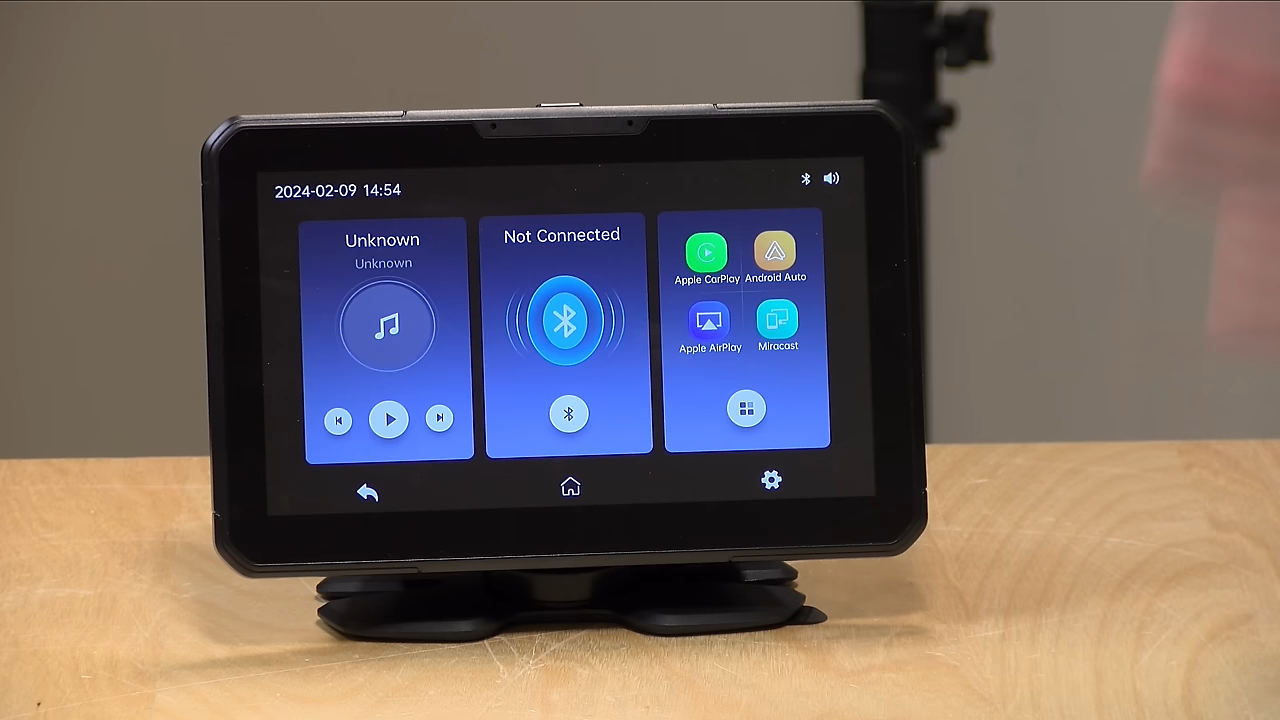 2024-02-09 14:54
Unknown
Unknown
Not Connected
Apple CarPlay
Android Auto
Apple AirPlay
Miracast